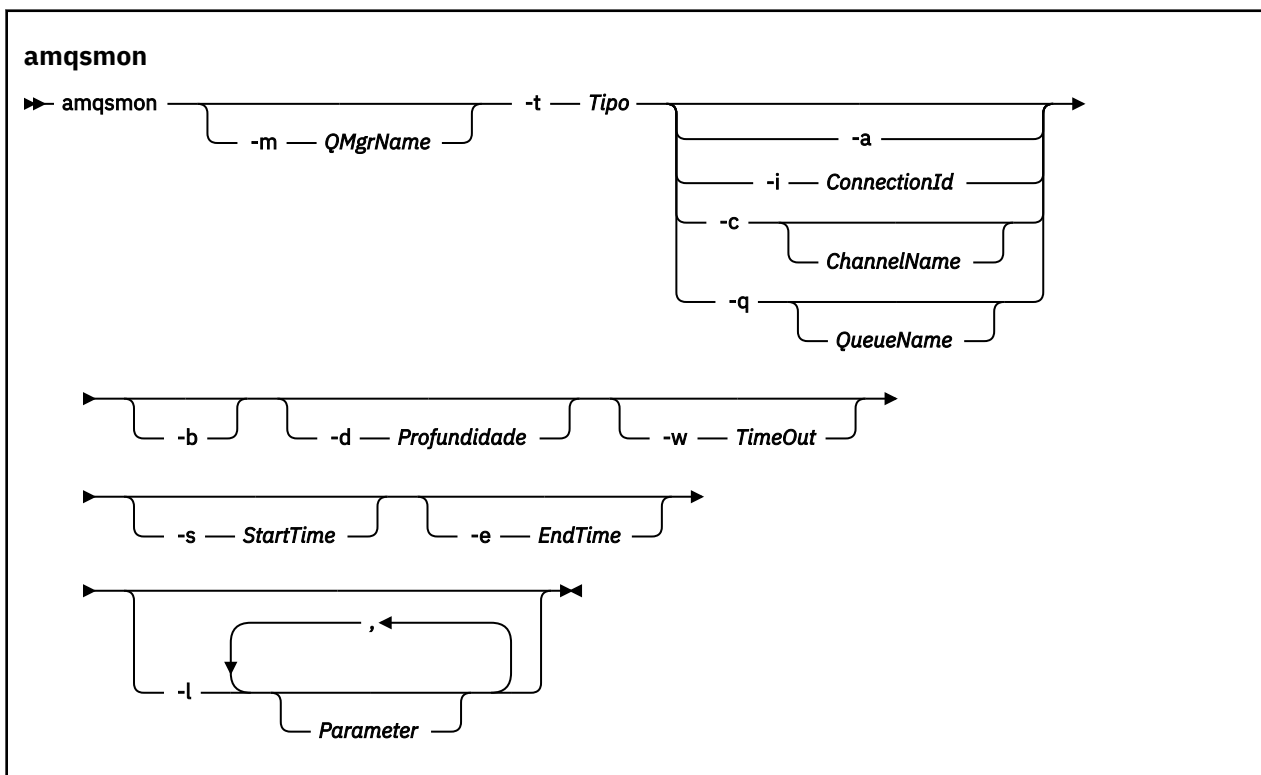 amqsmon
amqsmon -m QMgrName -t Tipo
-a
-i ConnectionId
-c ChannelName
-q QueueName
-b -d Profundidade -w TimeOut
-s StartTime -e EndTime
,
-l Parameter